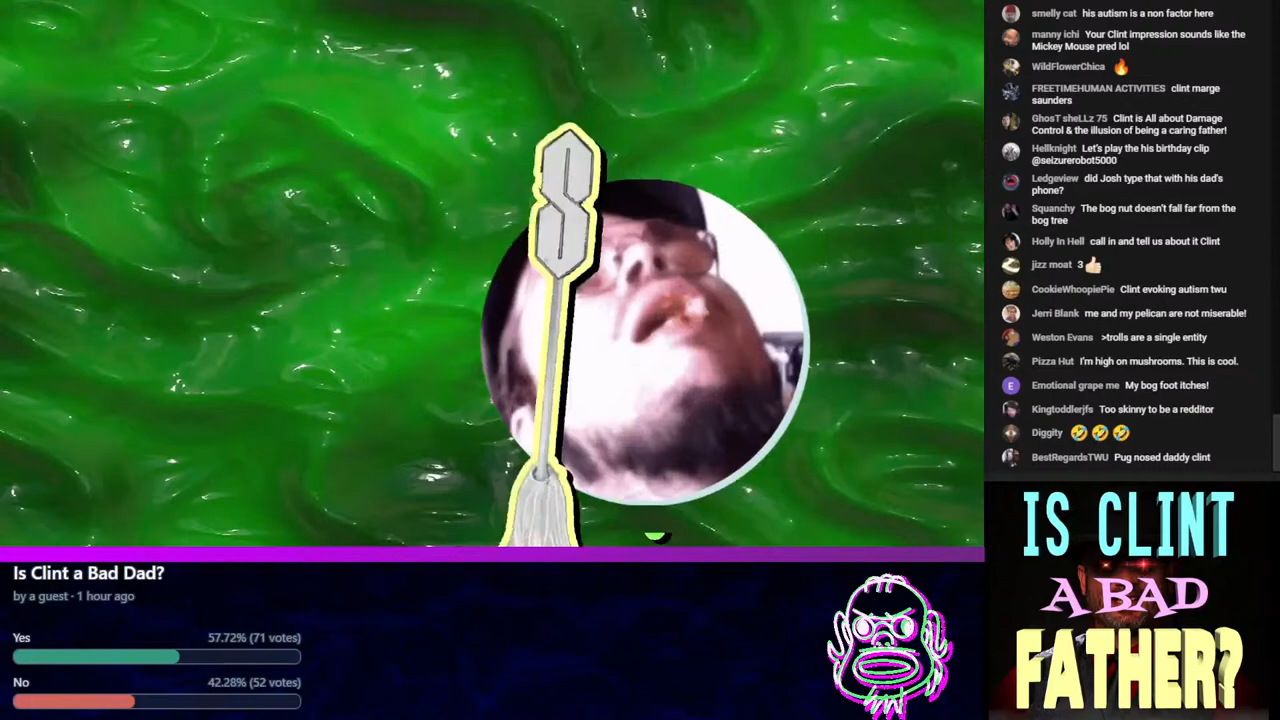 smelly cat his autism is a non factor here
manny ichi Your Clint impression sounds like the
Mickey Mouse pred lol
WildFlowerChica 🔥
FREETIMEHUMAN ACTIVITIES clint marge
saunders
GhosT sheLLz 75 Clint is All about Damage
Control & the illusion of being a caring father!
Hellknight Let's play the his birthday clip
@seizurerobot5000
Ledgeview did Josh type that with his dad's
phone?
Squanchy The bog nut doesn't fall far from the
bog tree
Holly In Hell call in and tell us about it Clint
jizz moat 3👍🏻
CookieWhoopiePie Clint evoking autism twu
Jerri Blank me and my pelican are not miserable!
Weston Evans >trolls are a single entity
Pizza Hut I'm high on mushrooms. This is cool.
E Emotional grape me My bog foot itches!
Kingtoddlerjfs Too skinny to be a redditor
Diggity 🤣 🤣 🤣
BestRegardsTWU Pug nosed daddy clint
Is Clint a Bad Dad?
by a guest · 1 hour ago
Yes 57.72% (71 votes)
No 42.28% (52 votes)
IS CLINT
A BAD
FATHER?